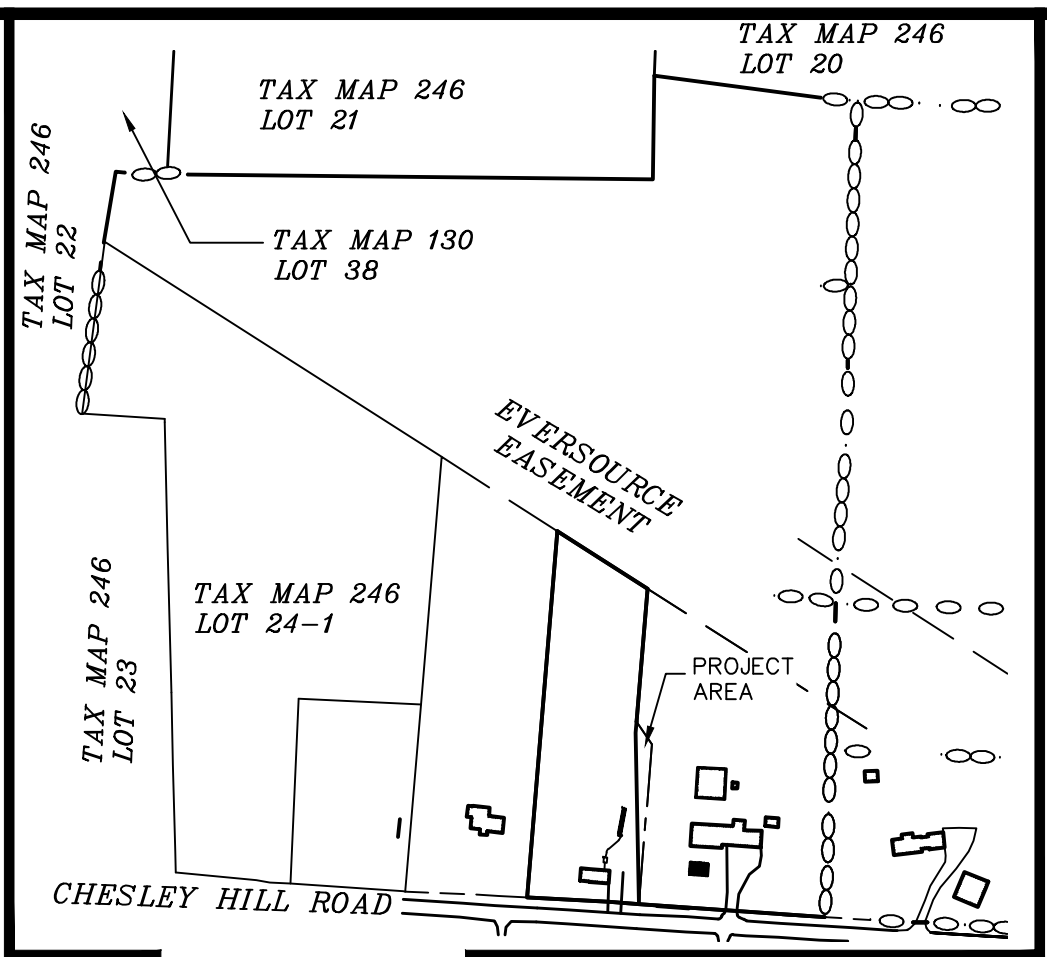 TAX MAP 246
LOT 20
TAX MAP 246
LOT 21
TAX MAP 246
LOT 22
TAX MAP 130
LOT 38
EVERSOURCE
EASEMENT
TAX MAP 246
LOT 23
TAX MAP 246
LOT 24-1
PROJECT
AREA
CHESLEY HILL ROAD